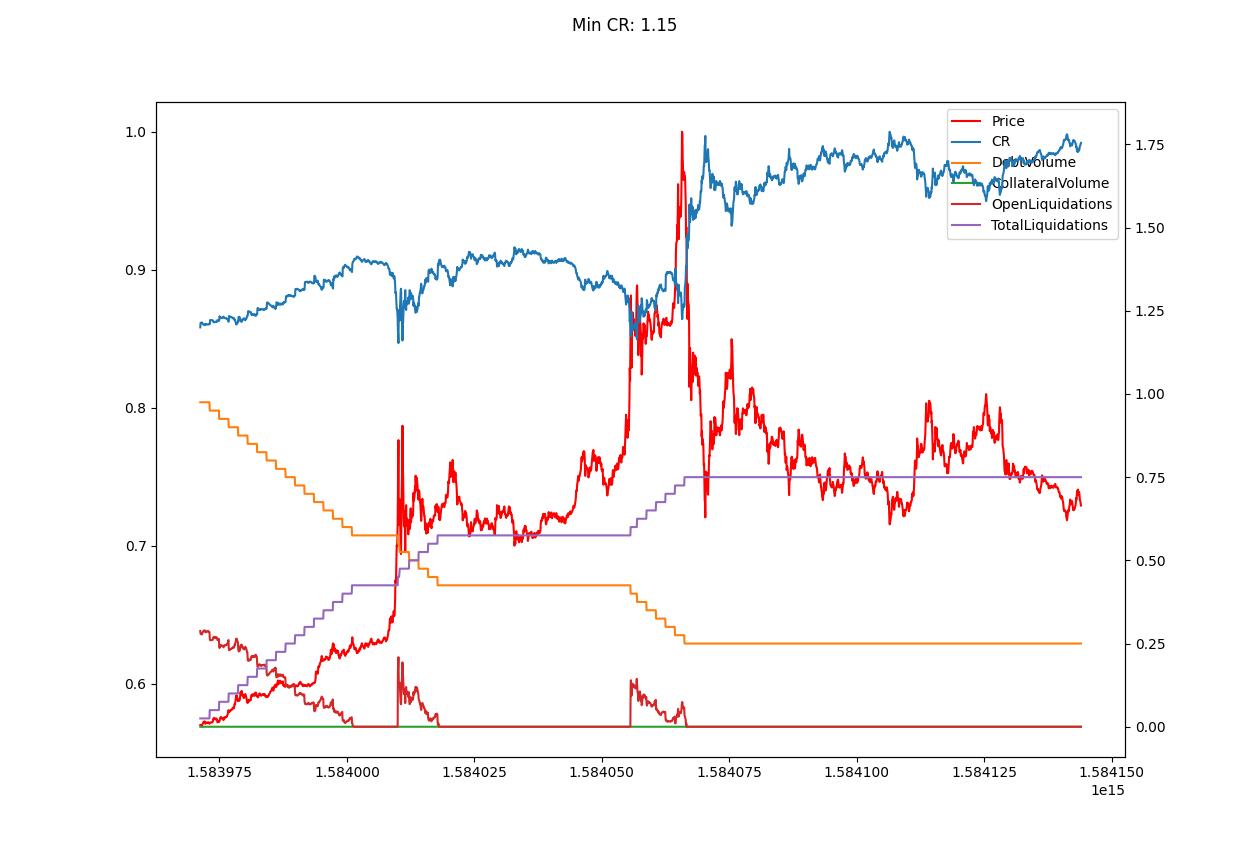 Min CR: 1.15
1.0
0.9
0.8
0.7
0.6
1.75
1.50
1.25
1.00
0.75
0.50
0.25
0.00
Price
CR
DebtVolume
CollateralVolume
OpenLiquidations
TotalLiquidations
1.583975 1.584000 1.584025 1.584050 1.584075 1.584100 1.584125 1.584150
1e15